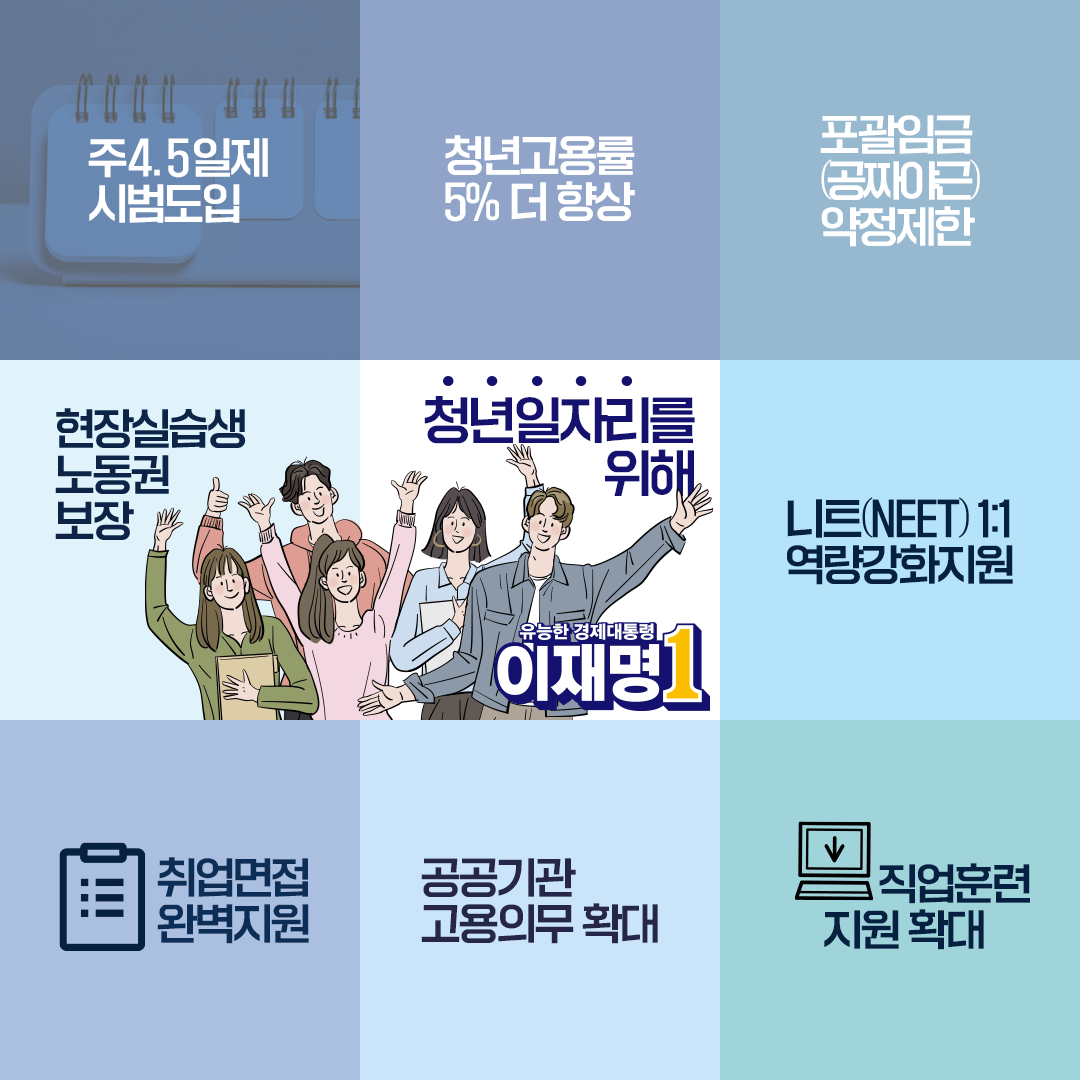 주4.5일제
시범도입
청년고용률
5% 더 향상
포괄임금
(공짜야근)
약정제한
현장실습생
노동권
보장
청년일자리를
위해
유능한 경제대통령
이재명1
니트(NEET) 1:1
역량강화지원
취업면접
완벽지원
공공기관
고용의무 확대
직업훈련
지원 확대